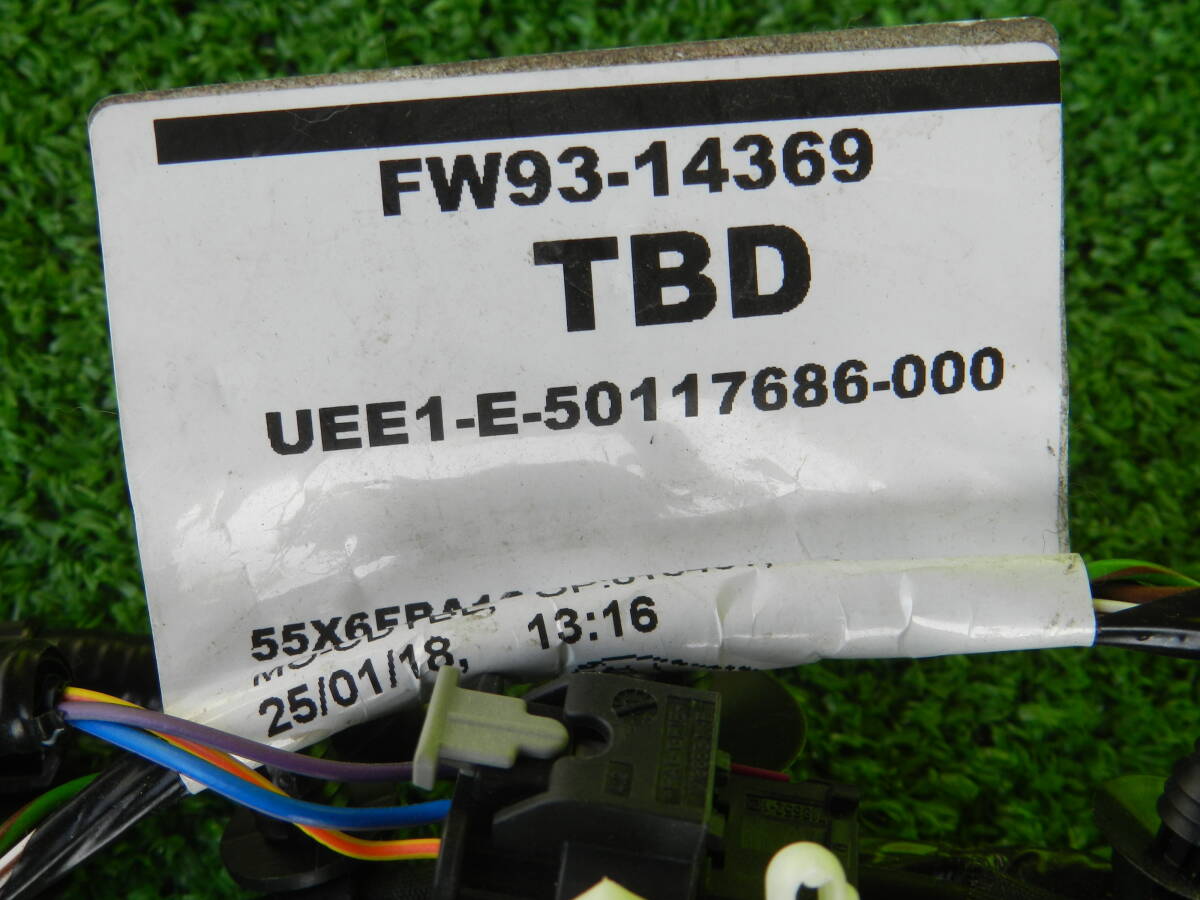 FW93-14369
TBD
UEE1-E-50117686-000
25/01/18, 13:16